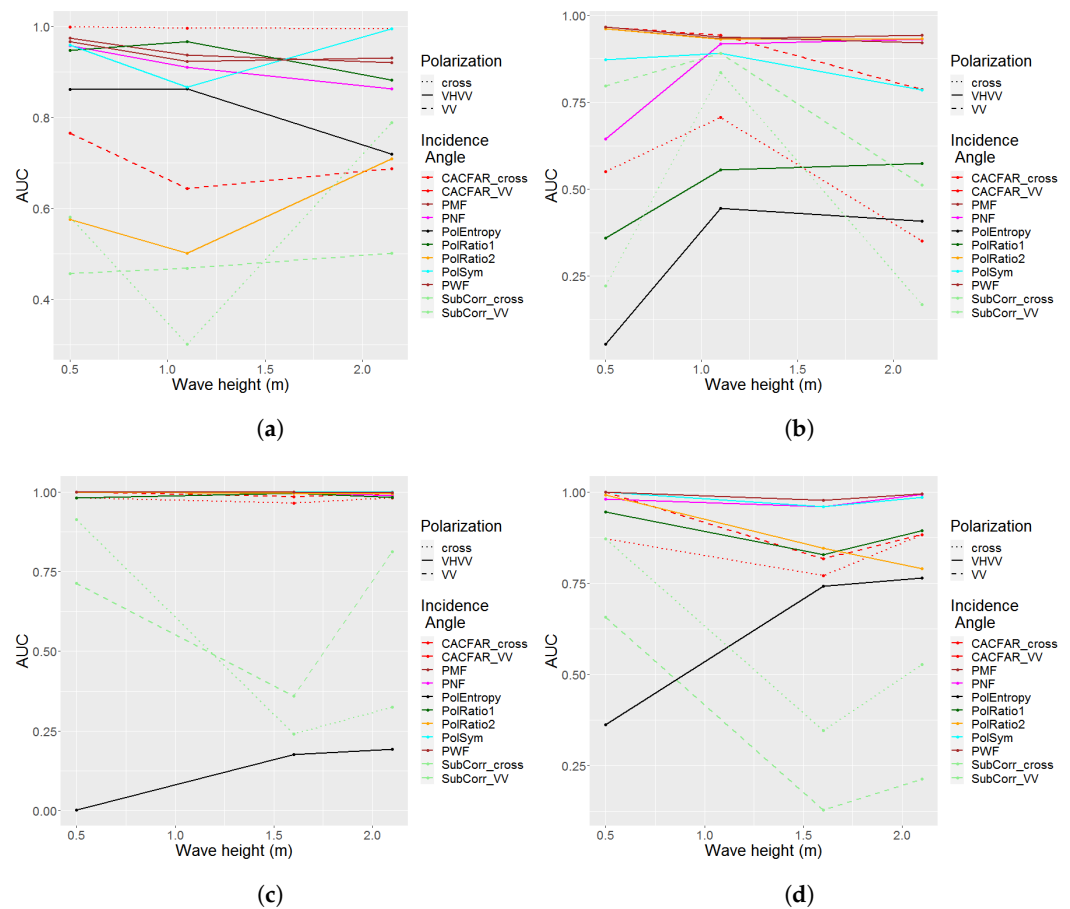 1.0
0.8
0.6
0.4
AUC
0.5
1.0
1.5
2.0
Wave height (m)
Polarization
cross
VHVV
VV
Incidence
Angle
CACFAR_cross
CACFAR_VV
PMF
PNF
PolEntropy
PolRatio1
PolRatio2
PolSym
PWF
SubCorr_cross
SubCorr_VV
(a)
1.00
0.75
0.50
0.25
AUC
0.5
1.0
1.5
2.0
Wave height (m)
Polarization
cross
VHVV
VV
Incidence
Angle
CACFAR_cross
CACFAR_VV
PMF
PNF
PolEntropy
PolRatio1
PolRatio2
PolSym
PWF
SubCorr_cross
SubCorr_VV
(b)
1.00
0.75
0.50
0.25
0.00
AUC
0.5
1.0
1.5
2.0
Wave height (m)
Polarization
cross
VHVV
VV
Incidence
Angle
CACFAR_cross
CACFAR_VV
PMF
PNF
PolEntropy
PolRatio1
PolRatio2
PolSym
PWF
SubCorr_cross
SubCorr_VV
(c)
1.00
0.75
0.50
0.25
AUC
0.5
1.0
1.5
2.0
Wave height (m)
Polarization
cross
VHVV
VV
Incidence
Angle
CACFAR_cross
CACFAR_VV
PMF
PNF
PolEntropy
PolRatio1
PolRatio2
PolSym
PWF
SubCorr_cross
SubCorr_VV
(d)